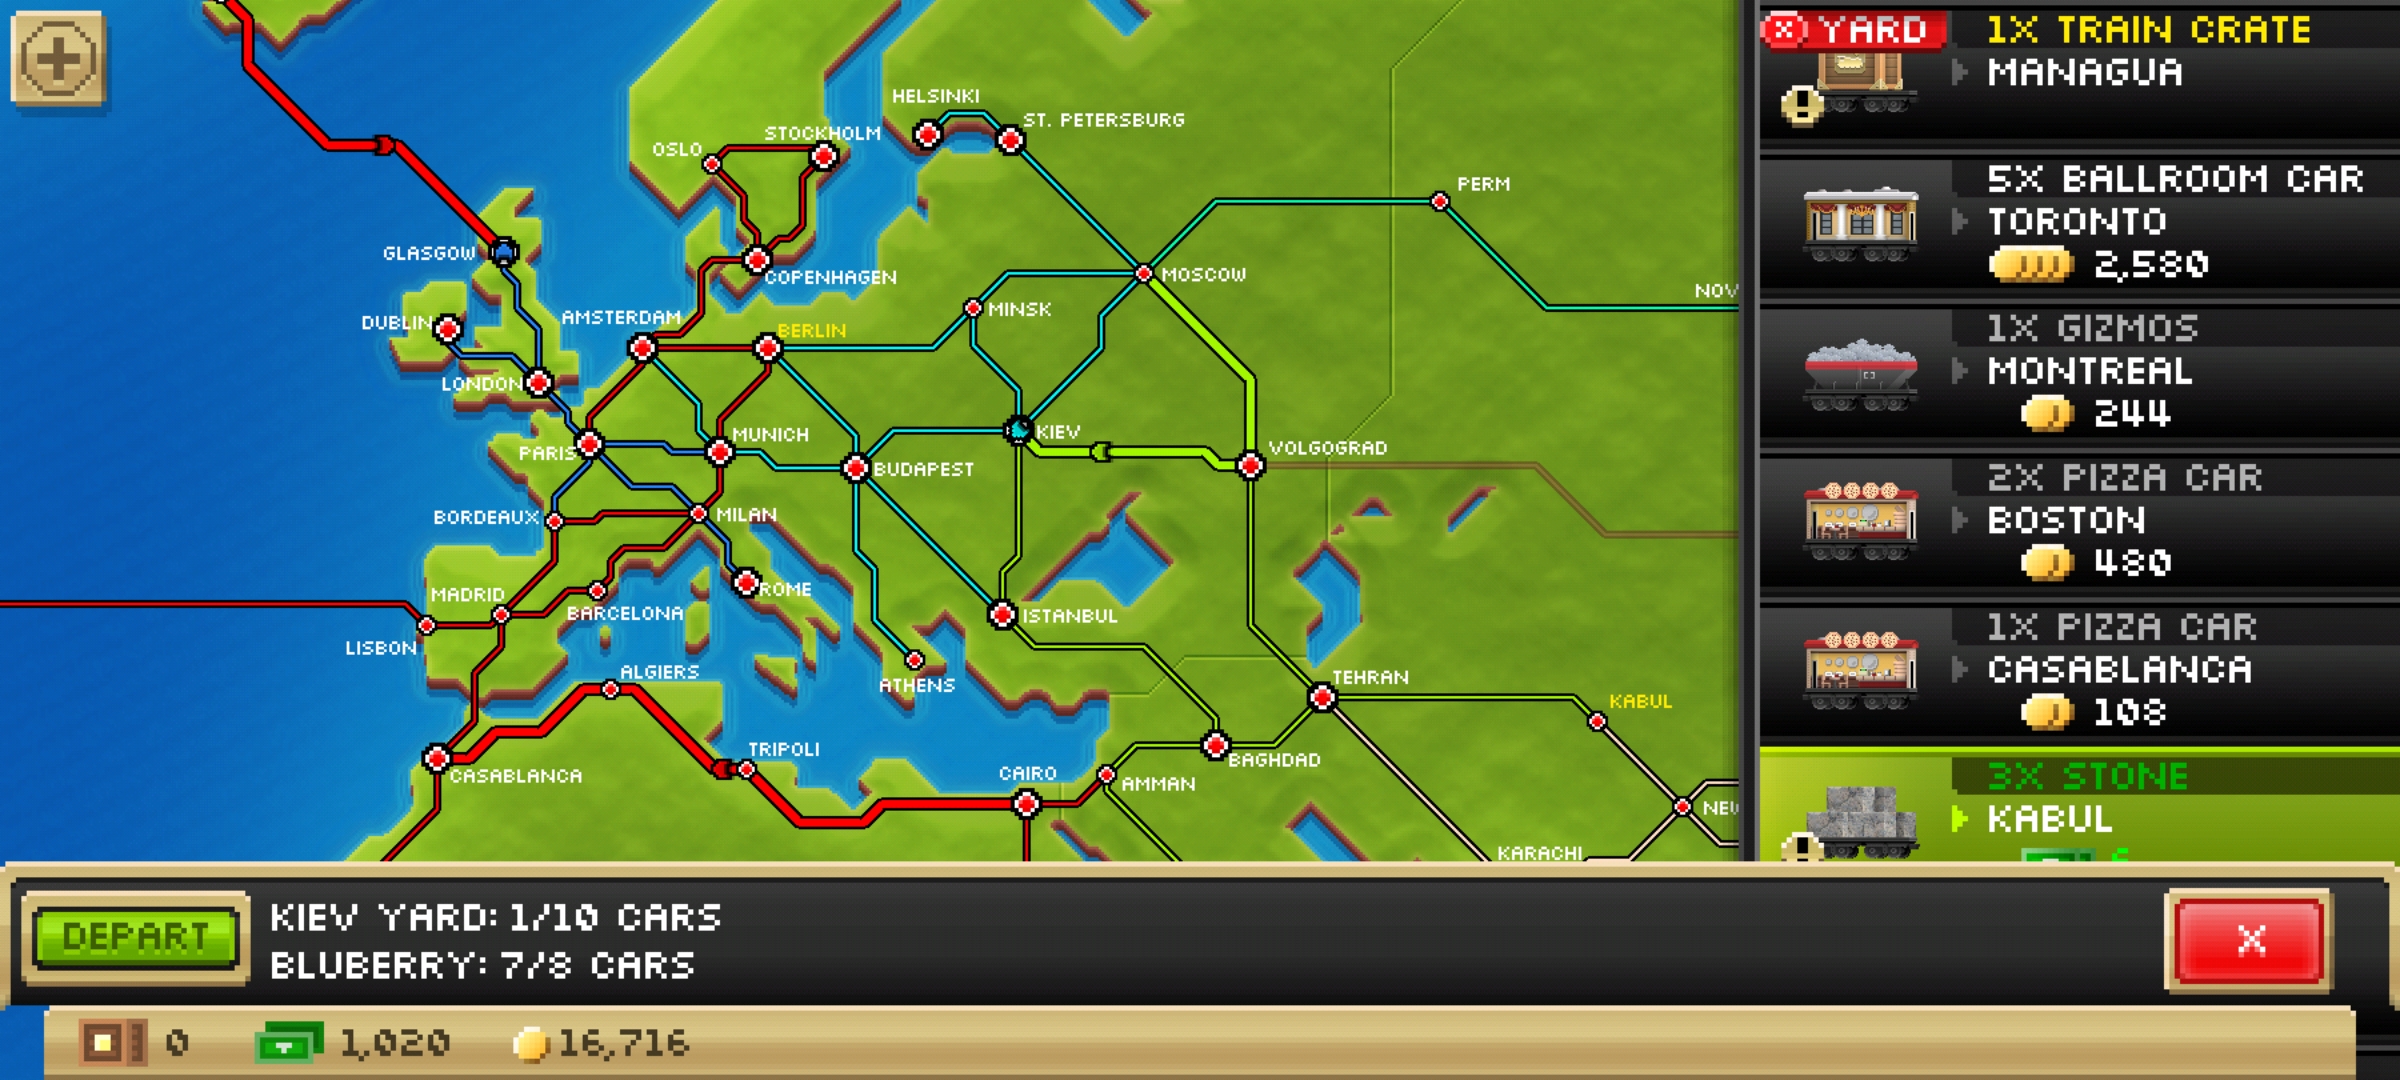 HELSINKI
ST. PETERSBURG
STOCKHOLM
OSLO
PERM
GLASGOW
COPENHAGEN
MOSCOW
NOV
DUBLIN
AMSTERDAM
BERLIN
MINSK
LONDON
PARIS
MUNICH
KIEV
BUDAPEST
VOLGOGRAD
BORDEAUX
MILAN
MADRID
BARCELONA
ROME
ISTANBUL
LISBON
ALGIERS
ATHENS
TEHRAN
KABUL
CASABLANCA
TRIPOLI
CAIRO
AMMAN
BAGHDAD
NEW
KARACHI
YARD
1X TRAIN CRATE
MANAGUA
5X BALLROOM CAR
TORONTO
2,580
1X GIZMOS
MONTREAL
244
2X PIZZA CAR
BOSTON
480
1X PIZZA CAR
CASABLANCA
108
3X STONE
KABUL
DEPART
KIEV YARD: 1/10 CARS
BLUBERRY: 7/8 CARS
X
0
1,020
16,716